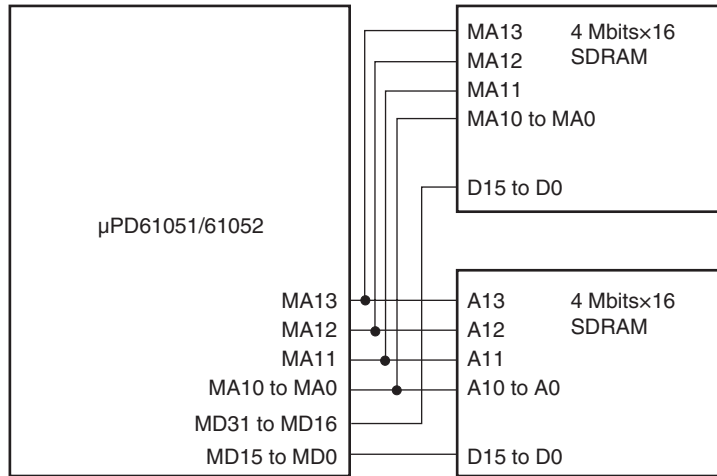 MA13 4 Mbits×16
MA12 SDRAM
MA11
MA10 to MA0
D15 to D0
µPD61051/61052
MA13 A13 4 Mbits×16
MA12 A12 SDRAM
MA11 A11
MA10 to MA0 A10 to A0
MD31 to MD16
MD15 to MD0 D15 to D0